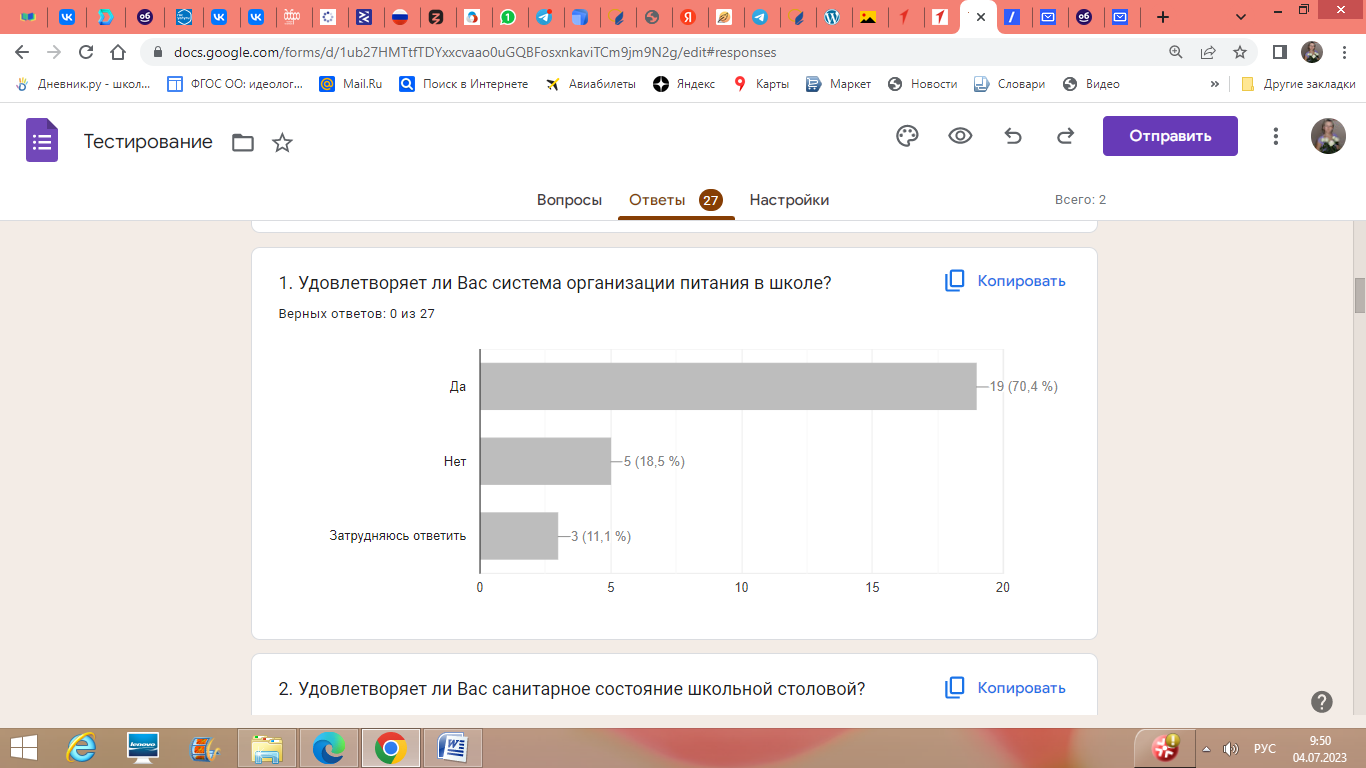 docs.google.com/forms/d/1ub27HMTtfTDYxxcvaao0uGQBFosxnkaviTCm9jm9N2g/edit#responses
Дневник.ру - школ... ФГОС ОО: идеолог... Mail.Ru Поиск в Интернете Авиабилеты Яндекс Карты Маркет Новости Словари Видео » Другие закладки
Тестирование
Отправить
Вопросы Ответы 27 Настройки Всего: 2
1. Удовлетворяет ли Вас система организации питания в школе?
Копировать
Верных ответов: 0 из 27
Да 19 (70,4 %)
Нет 5 (18,5 %)
Затрудняюсь ответить 3 (11,1 %)
0 5 10 15 20
2. Удовлетворяет ли Вас санитарное состояние школьной столовой?
Копировать
РУС
9:50
04.07.2023